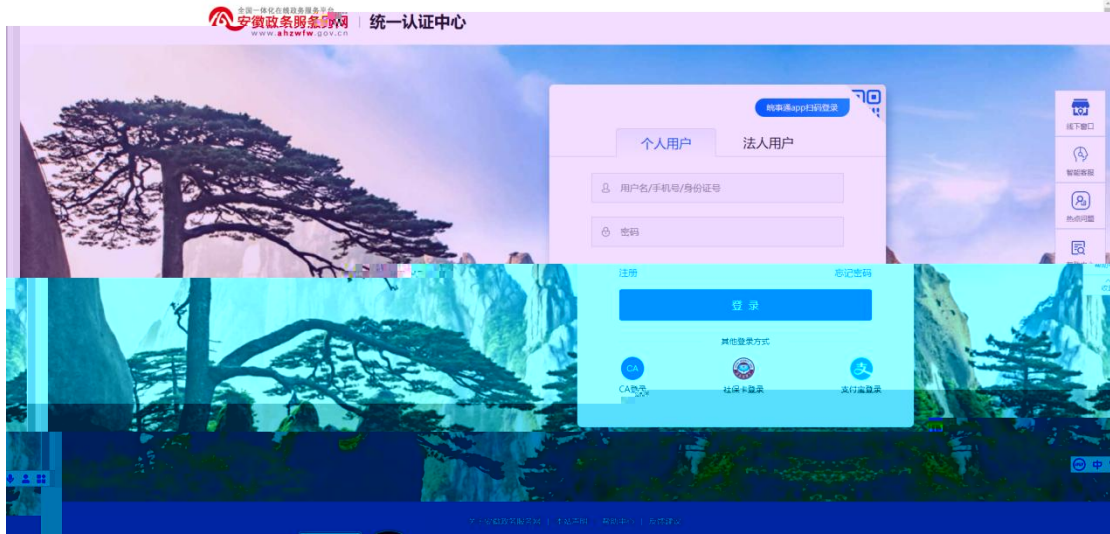 全国一体化在线政务服务平台
安徽政务服务网 统一认证中心
www.ahzwfw.gov.cn
皖事通app扫码登录
个人用户 法人用户
用户名/手机号/身份证号
密码
注册 忘记密码
登 录
其他登录方式
CA
CA登录 社保卡登录 支付宝登录
线下窗口
智能客服
热点问题
中